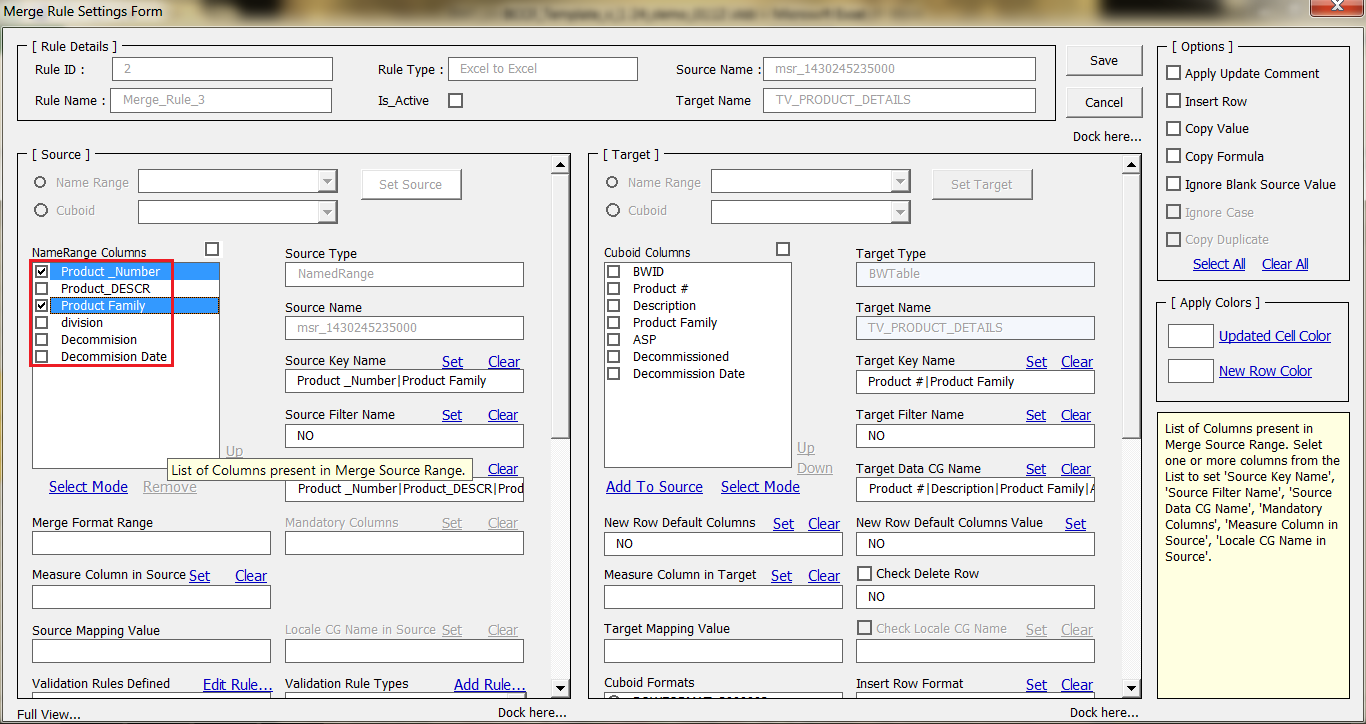 Merge Rule Settings Form
[ Rule Details ]
Rule ID : 2 Rule Type : Excel to Excel Source Name : msr_1430245235000
Rule Name : Merge_Rule_3 Is_Active Target Name TV_PRODUCT_DETAILS
Save
Cancel
Dock here...
[ Options ]
Apply Update Comment
Insert Row
Copy Value
Copy Formula
Ignore Blank Source Value
Ignore Case
Copy Duplicate
Select All Clear All
[ Apply Colors ]
Updated Cell Color
New Row Color
List of Columns present in
Merge Source Range. Selet
one or more columns from the
List to set 'Source Key Name',
'Source Filter Name', 'Source
Data CG Name', 'Mandatory
Columns', 'Measure Column in
Source', 'Locale CG Name in
Source'.
[ Source ]
Name Range Set Source
Cuboid
NameRange Columns
Product _Number
Product_DESCR
Product Family
division
Decommision
Decommision Date
Up
Select Mode Remove
List of Columns present in Merge Source Range.
Source Type
NamedRange
Source Name
msr_1430245235000
Source Key Name Set Clear
Product _Number|Product Family
Source Filter Name Set Clear
NO
Clear
Product _Number|Product_DESCR|Prod
Merge Format Range Mandatory Columns Set Clear
Measure Column in Source Set Clear
Source Mapping Value Locale CG Name in Source Set Clear
Validation Rules Defined Edit Rule... Validation Rule Types Add Rule...
[ Target ]
Name Range Set Target
Cuboid
Cuboid Columns
BWID
Product #
Description
Product Family
ASP
Decommissioned
Decommission Date
Up
Down
Add To Source Select Mode
Target Type
BWTable
Target Name
TV_PRODUCT_DETAILS
Target Key Name Set Clear
Product #|Product Family
Target Filter Name Set Clear
NO
Target Data CG Name Set Clear
Product #|Description|Product Family|A
New Row Default Columns Set Clear New Row Default Columns Value Set
NO NO
Measure Column in Target Set Clear Check Delete Row
NO
Target Mapping Value Check Locale CG Name Set Clear
Cuboid Formats Insert Row Format Set Clear
Full View... Dock here... Dock here...